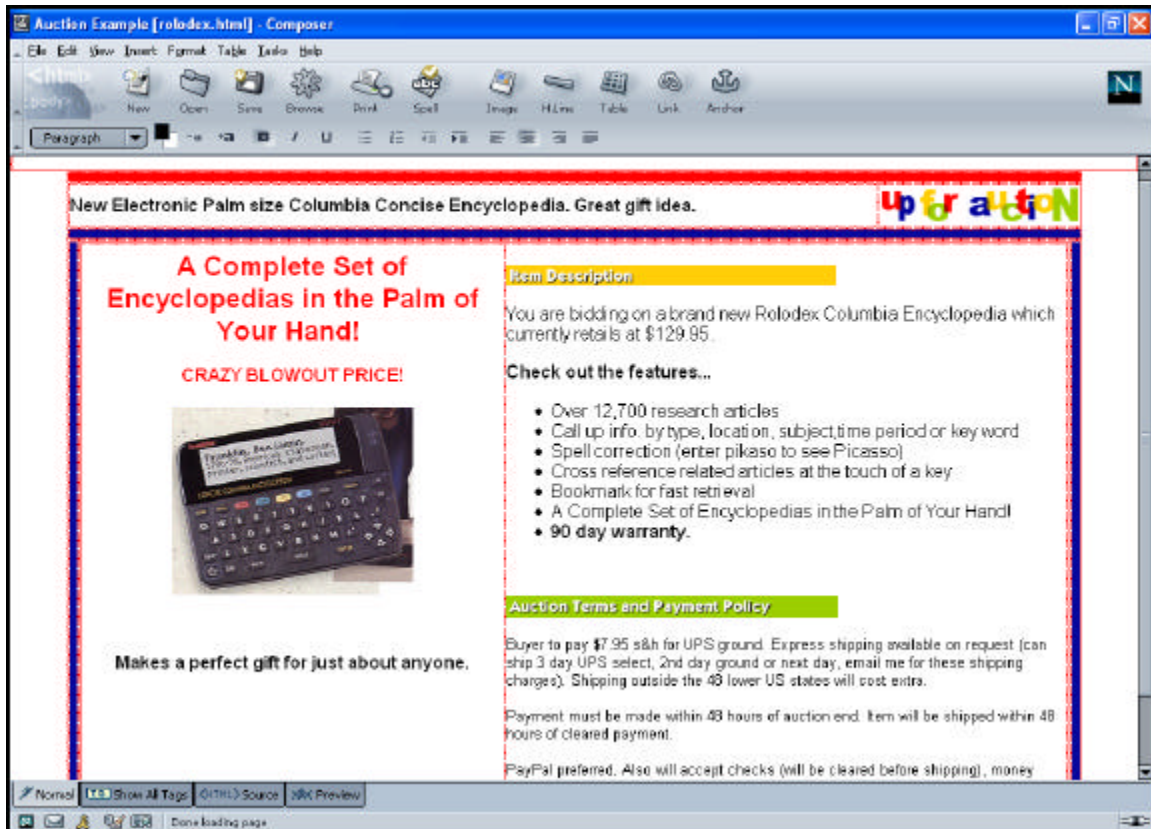 Auction Example [rolodex.html] - Composer
File Edit View Insert Format Table Tasks Help
New Open Save Browse Print Spell Image H.Line Table Link Anchor
Paragraph
New Electronic Palm size Columbia Concise Encyclopedia. Great gift idea.
up for auctioN
A Complete Set of
Encyclopedias in the Palm of
Your Hand!
CRAZY BLOWOUT PRICE!
Makes a perfect gift for just about anyone.
Item Description
You are bidding on a brand new Rolodex Columbia Encyclopedia which
currently retails at $129.95.
Check out the features...
Over 12,700 research articles
Call up info. by type, location, subject,time period or key word
Spell correction (enter pikaso to see Picasso)
Cross reference related articles at the touch of a key
Bookmark for fast retrieval
A Complete Set of Encyclopedias in the Palm of Your Hand!
90 day warranty.
Auction Terms and Payment Policy
Buyer to pay $7.95 s&h for UPS ground. Express shipping available on request (can
ship 3 day UPS select, 2nd day ground or next day, email me for these shipping
charges). Shipping outside the 48 lower US states will cost extra.
Payment must be made within 48 hours of auction end. Item will be shipped within 48
hours of cleared payment.
PayPal preferred. Also will accept checks (will be cleared before shipping), money
Normal Show All Tags <HTML> Source Preview
Done loading page